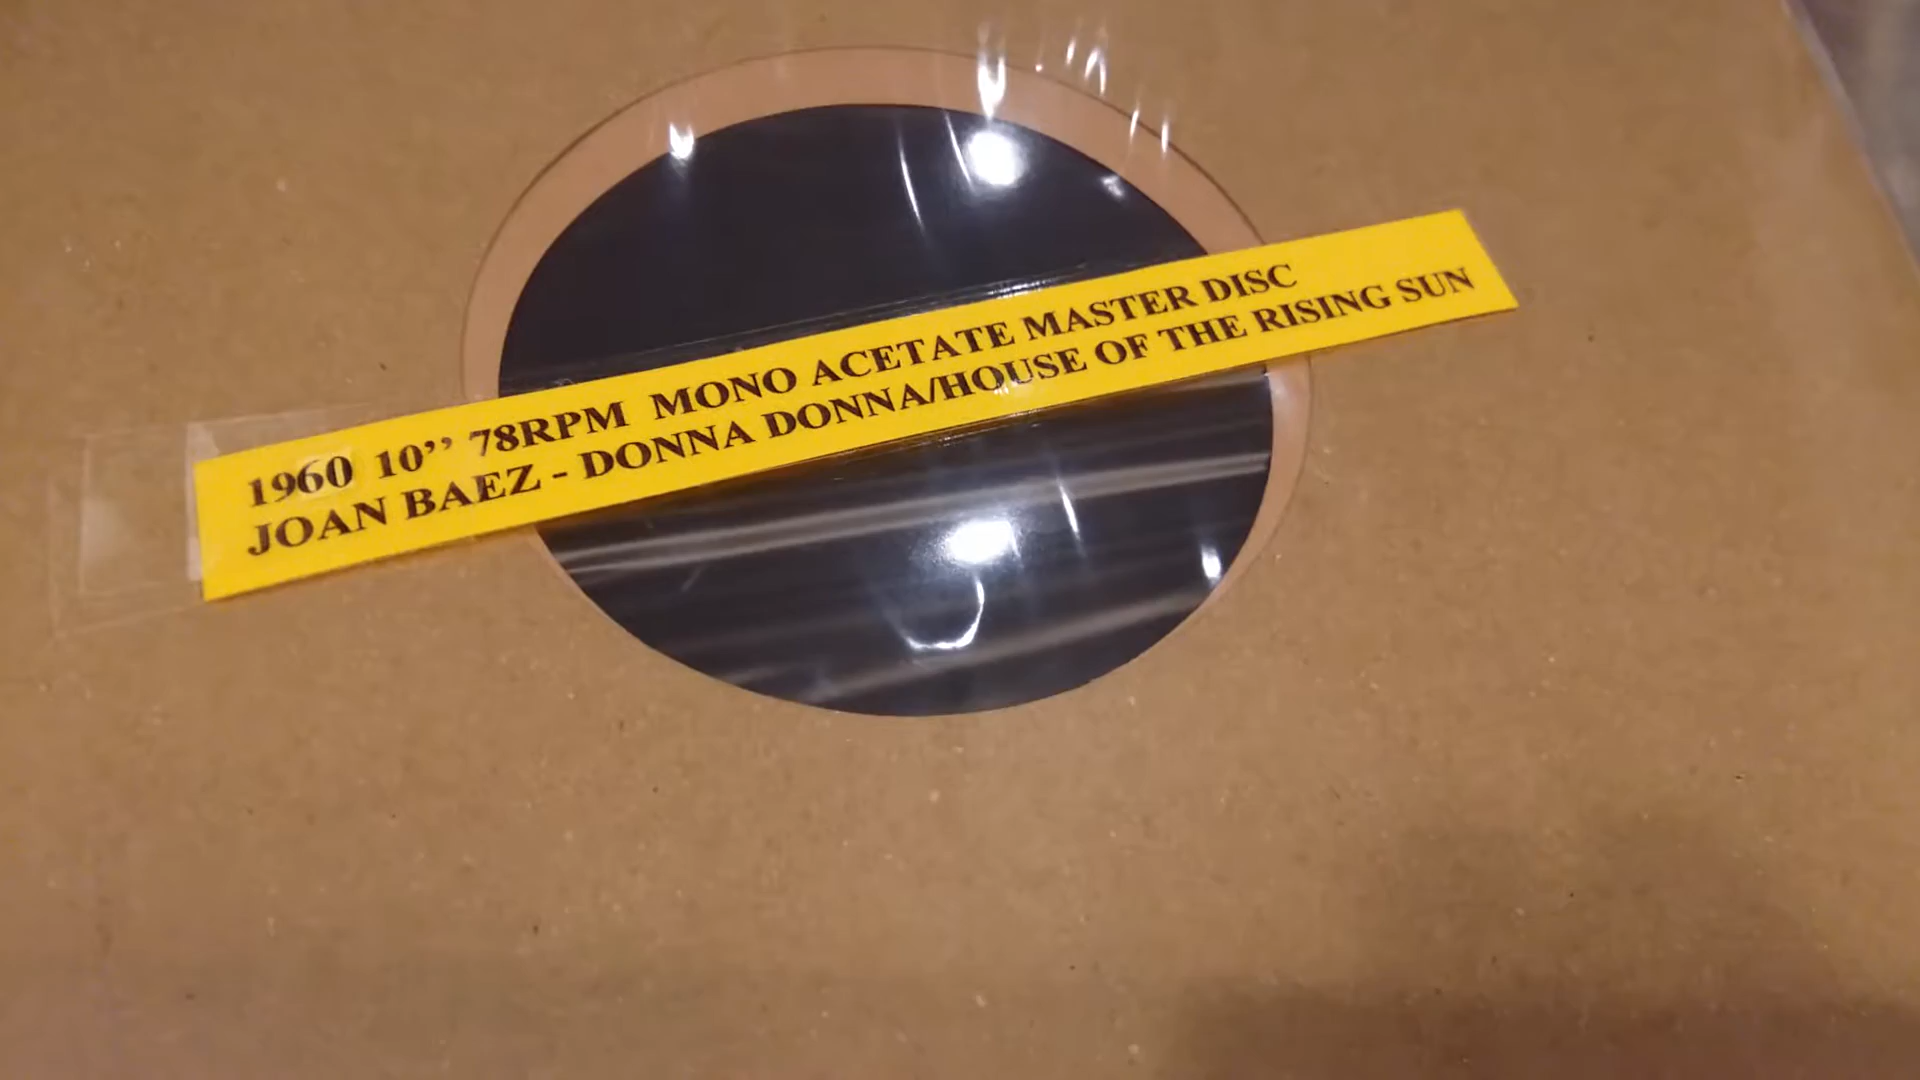 1960 10’’ 78RPM MONO ACETATE MASTER DISC
JOAN BAEZ - DONNA DONNA/HOUSE OF THE RISING SUN